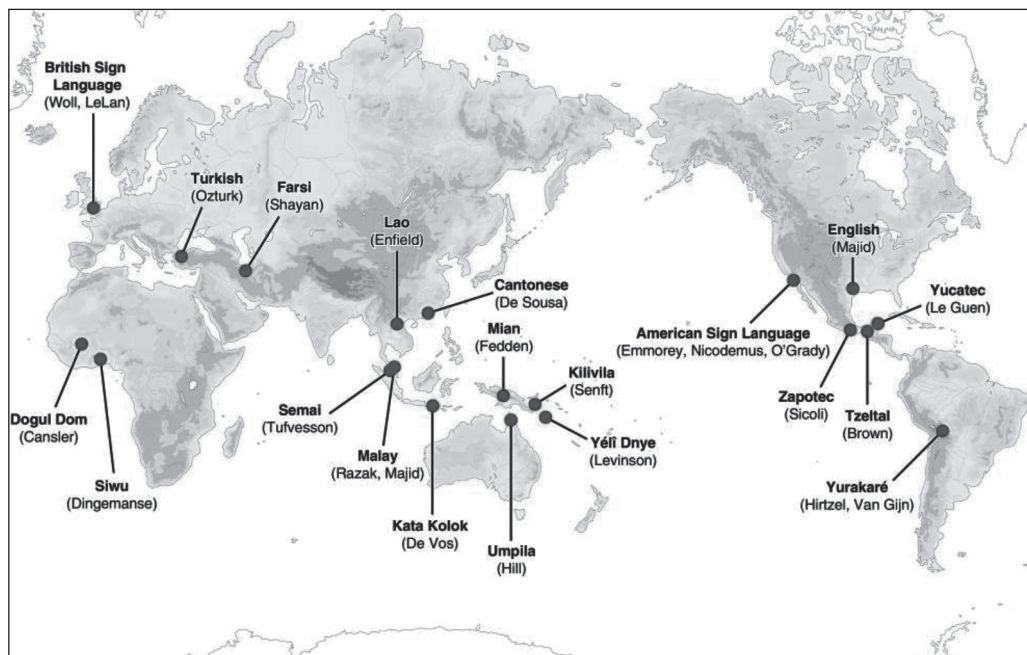 British Sign
Language
(Woll, LeLan)
Turkish
(Ozturk)
Farsi
(Shayan)
Lao
(Enfield)
Cantonese
(De Sousa)
Mian
(Fedden)
Kilivila
(Senft)
Yélî Dnye
(Levinson)
Dogul Dom
(Cansler)
Siwu
(Dingemanse)
Semai
(Tufvesson)
Malay
(Razak, Majid)
Kata Kolok
(De Vos)
Umpila
(Hill)
English
(Majid)
Yucatec
(Le Guen)
American Sign Language
(Emmorey, Nicodemus, O'Grady)
Zapotec
(Sicoli)
Tzeltal
(Brown)
Yurakaré
(Hirtzel, Van Gijn)